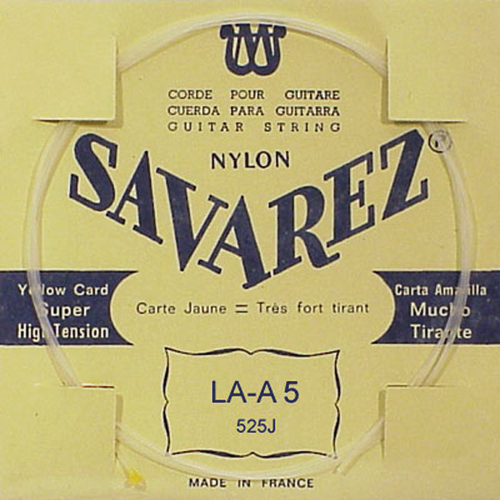 CORDE POUR GUITARE
CUERDA PARA GUITARRA
GUITAR STRING
NYLON
SAVAREZ
®
Yellow Card
Super
High Tension
Carte Jaune = Très fort tirant
Carta Amarilla
Mucho
Tirante
LA-A 5
525J
MADE IN FRANCE